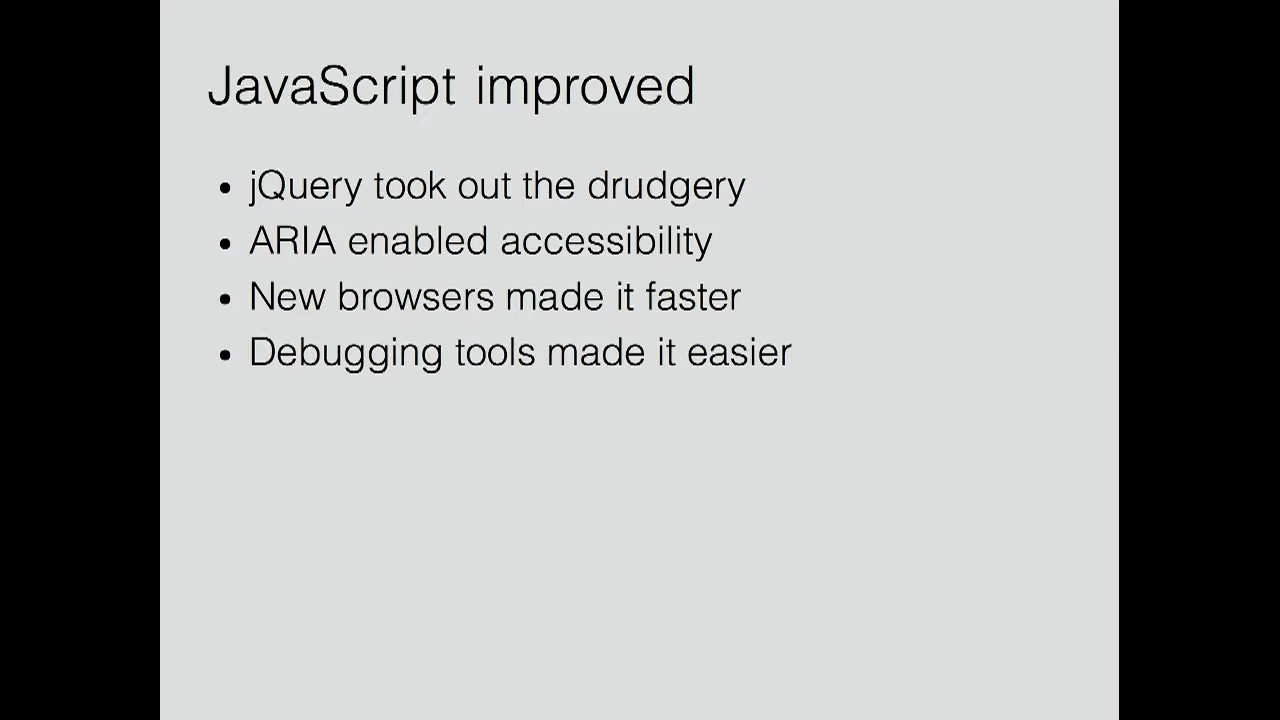 JavaScript improved
• jQuery took out the drudgery
• ARIA enabled accessibility
• New browsers made it faster
• Debugging tools made it easier